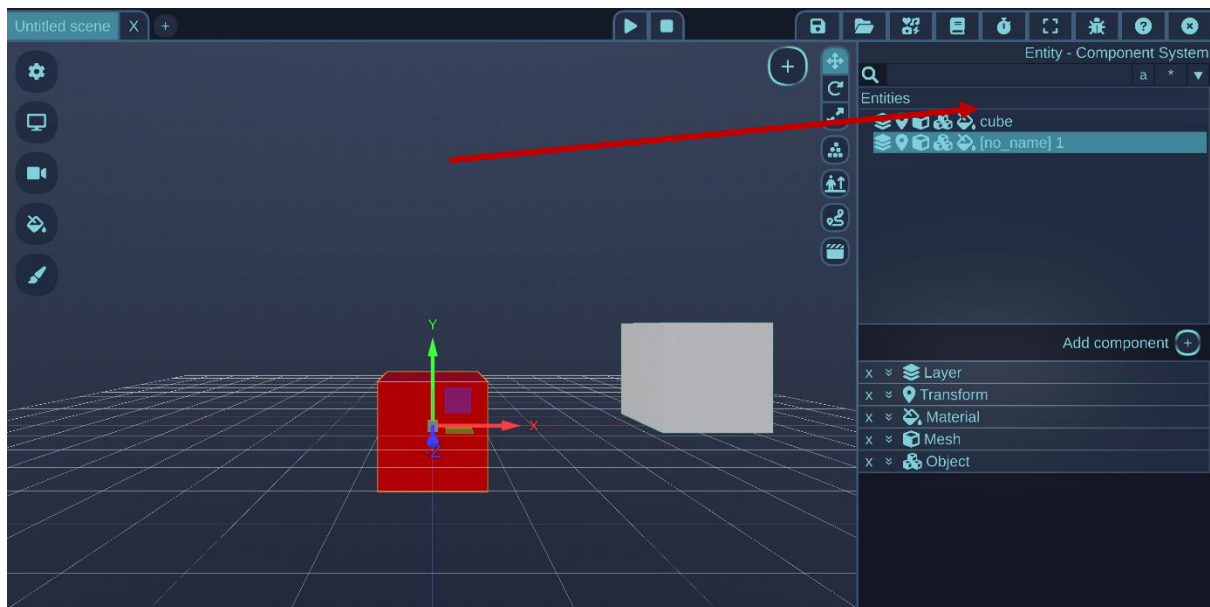 Untitled scene X +
Entity - Component System
a * ▼
Entities
cube
[no_name] 1
Add component +
x Layer
x Transform
x Material
x Mesh
x Object
Y
X
-Z